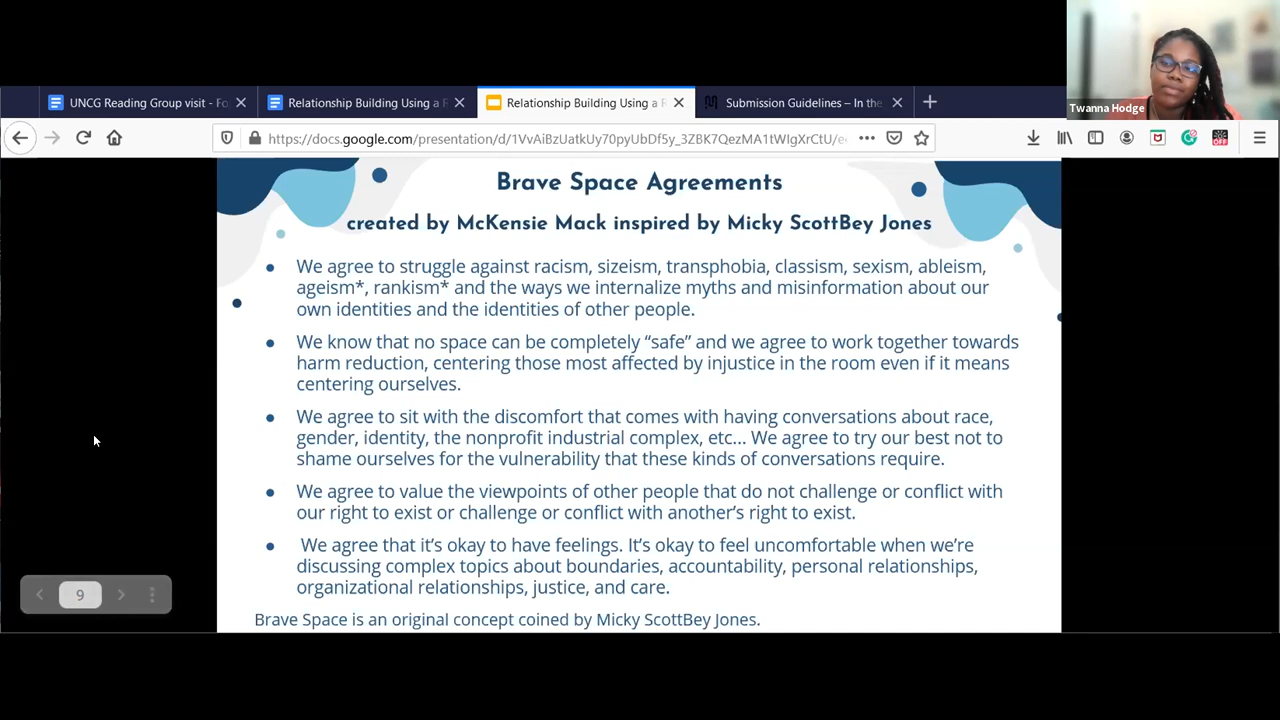 Twanna Hodge
UNCG Reading Group visit - Fo
Relationship Building Using a R
Relationship Building Using a R
Submission Guidelines – In the
https://docs.google.com/presentation/d/1VvAiBzUatkUy70pyUbDf5y_3ZBK7QezMA1tWIgXrCtU/e
OFF
Brave Space Agreements
created by McKensie Mack inspired by Micky ScottBey Jones
• We agree to struggle against racism, sizeism, transphobia, classism, sexism, ableism,
ageism*, rankism* and the ways we internalize myths and misinformation about our
own identities and the identities of other people.
• We know that no space can be completely “safe” and we agree to work together towards
harm reduction, centering those most affected by injustice in the room even if it means
centering ourselves.
• We agree to sit with the discomfort that comes with having conversations about race,
gender, identity, the nonprofit industrial complex, etc... We agree to try our best not to
shame ourselves for the vulnerability that these kinds of conversations require.
• We agree to value the viewpoints of other people that do not challenge or conflict with
our right to exist or challenge or conflict with another’s right to exist.
• We agree that it’s okay to have feelings. It’s okay to feel uncomfortable when we’re
discussing complex topics about boundaries, accountability, personal relationships,
organizational relationships, justice, and care.
9
Brave Space is an original concept coined by Micky ScottBey Jones.